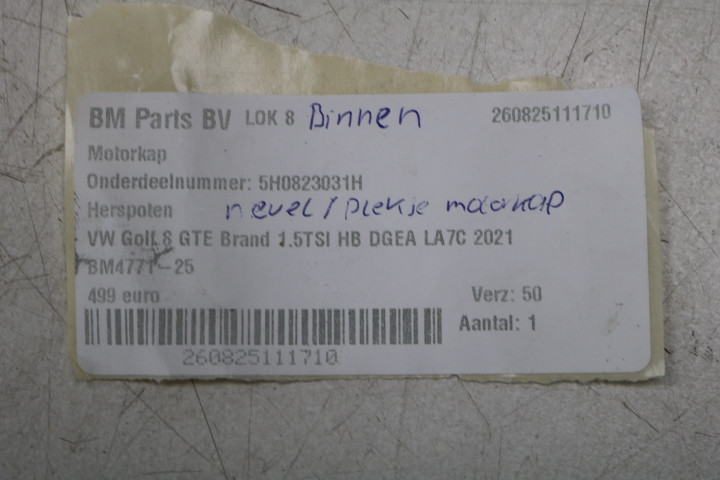 BM Parts BV LOK 8 Binnen 260825111710
Motorkap
Onderdeelnummer: 5H0823031H
Herspoten nevel / plekje motorkap
VW Golf 8 GTE Brand 1.5TSI HB DGEA LA7C 2021
BM4771-25
499 euro Verz: 50
Aantal: 1
260825111710